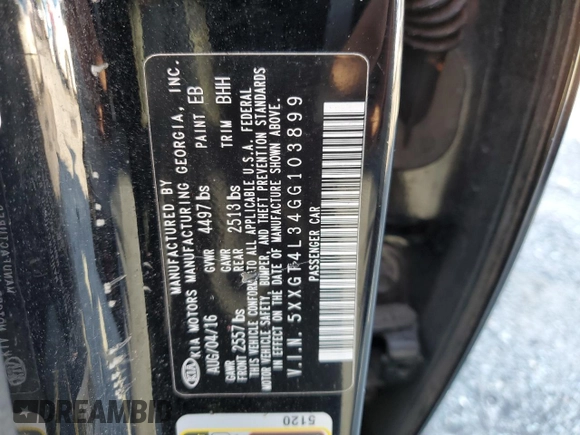 MANUFACTURED BY
KIA KIA MOTORS MANUFACTURING GEORGIA, INC.
AUG/04/16 GVWR 4497 lbs PAINT EB
GAWR FRONT 2557 lbs GAWR REAR 2513 lbs TRIM BHH
THIS VEHICLE CONFORMS TO ALL APPLICABLE U.S.A. FEDERAL
MOTOR VEHICLE SAFETY, BUMPER, AND THEFT PREVENTION STANDARDS
IN EFFECT ON THE DATE OF MANUFACTURE SHOWN ABOVE.
V.I.N. 5XXGT4L34GG103899
PASSENGER CAR
5120
DREAMBID